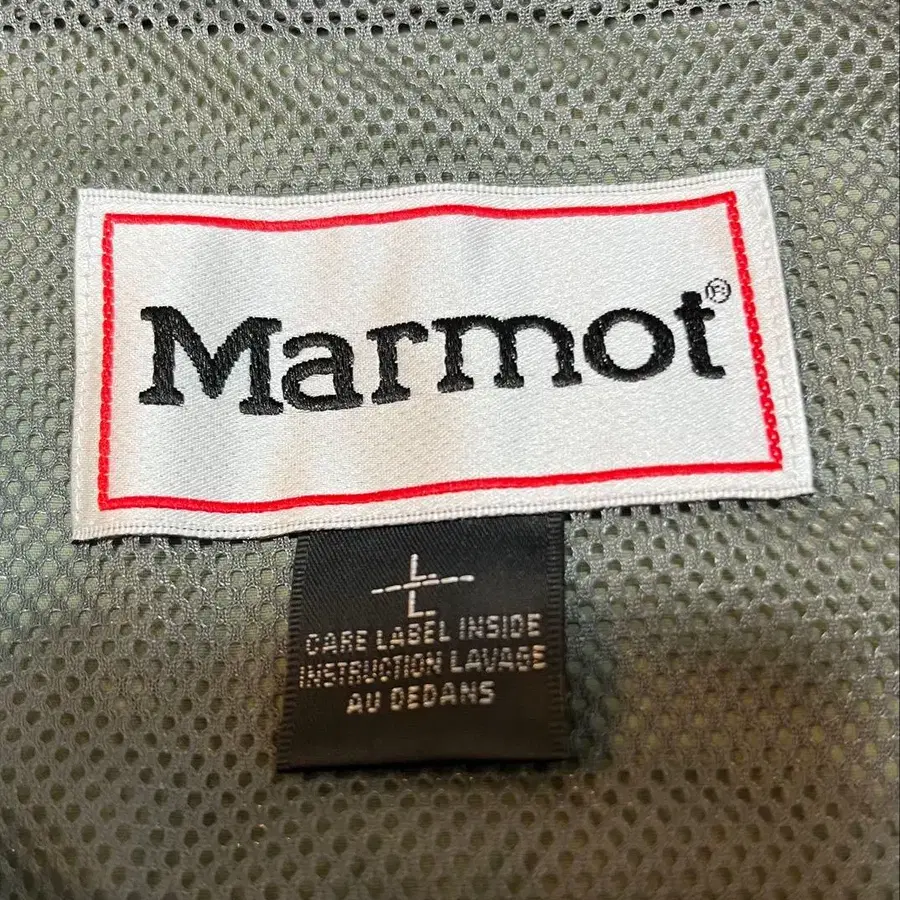 Marmot®
L
L
CARE LABEL INSIDE
INSTRUCTION LAVAGE
AU DEDANS